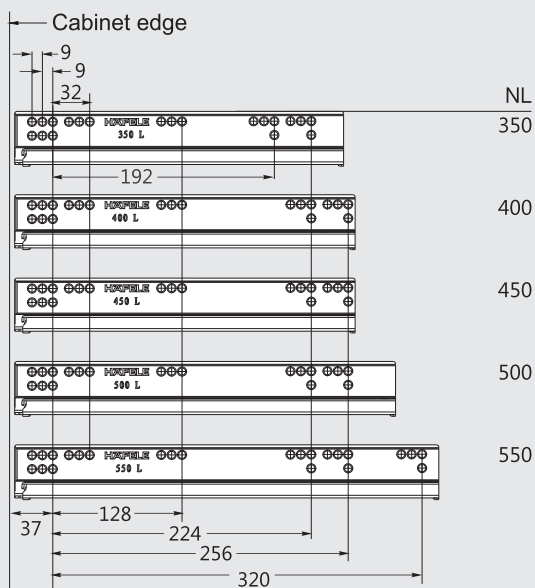 Cabinet edge
9
9
32
NL
HÄFELE
350 L
350
192
HÄFELE
400 L
400
HÄFELE
450 L
450
HÄFELE
500 L
500
HÄFELE
550 L
550
37
128
224
256
320